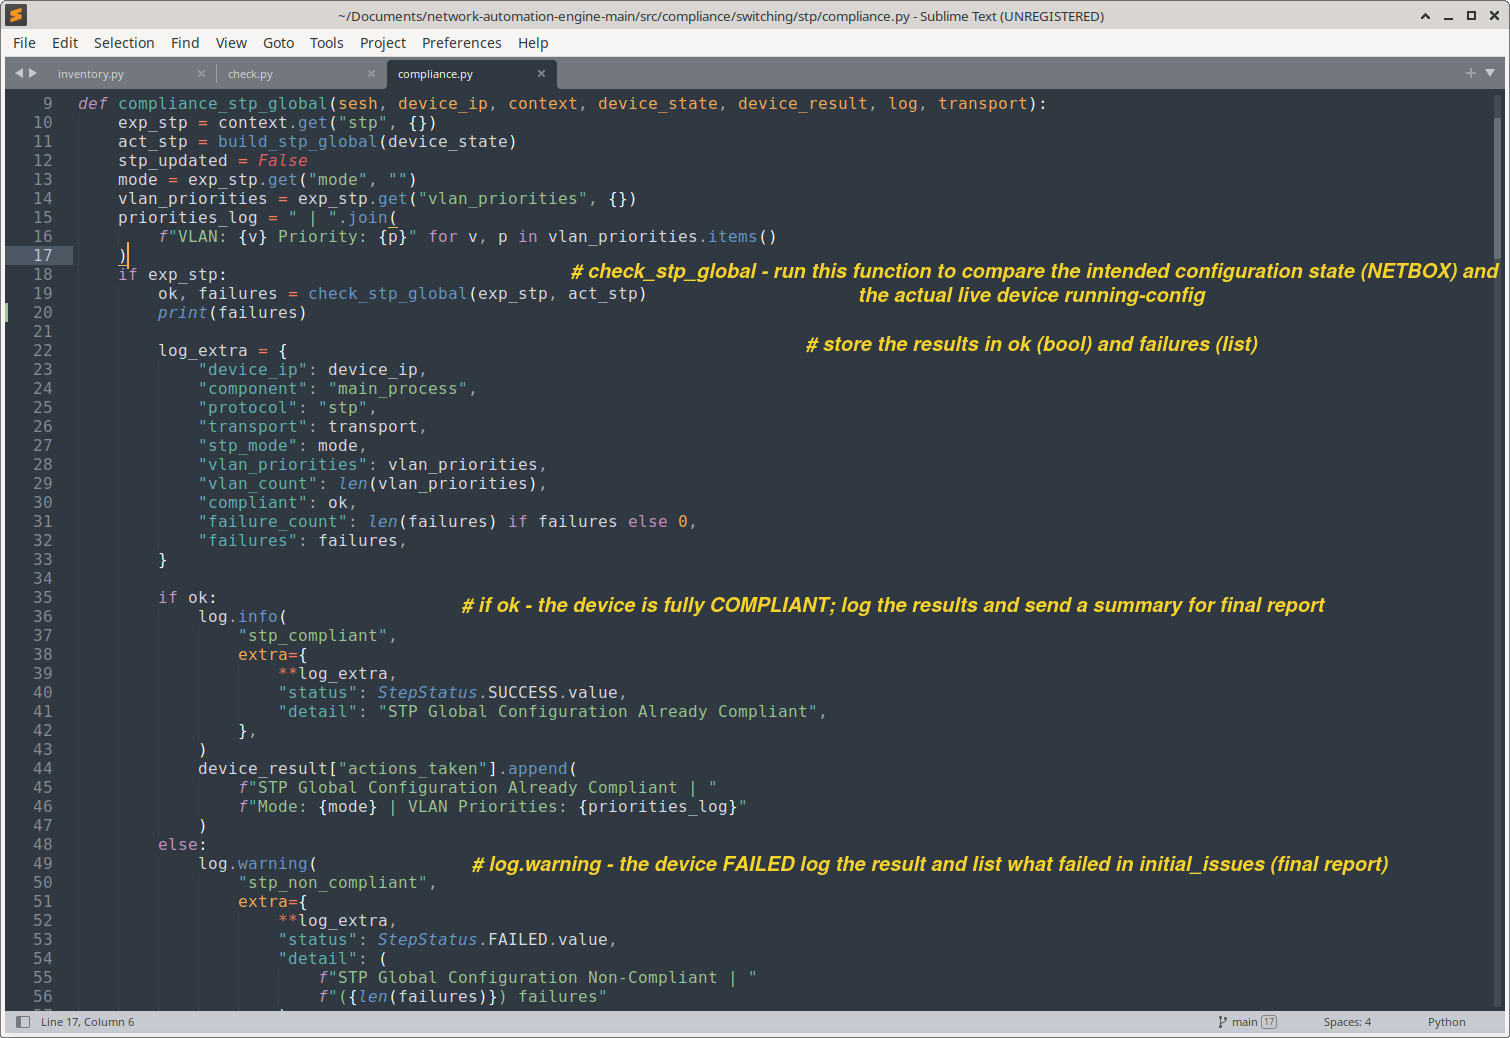 ~/Documents/network-automation-engine-main/src/compliance/switching/stp/compliance.py - Sublime Text (UNREGISTERED)
File Edit Selection Find View Goto Tools Project Preferences Help
inventory.py check.py compliance.py
9 def compliance_stp_global(sesh, device_ip, context, device_state, device_result, log, transport):
10 exp_stp = context.get("stp", {})
11 act_stp = build_stp_global(device_state)
12 stp_updated = False
13 mode = exp_stp.get("mode", "")
14 vlan_priorities = exp_stp.get("vlan_priorities", {})
15 priorities_log = " | ".join(
16 f"VLAN: {v} Priority: {p}" for v, p in vlan_priorities.items()
17 )
18 if exp_stp:
# check_stp_global - run this function to compare the intended configuration state (NETBOX) and
the actual live device running-config
19 ok, failures = check_stp_global(exp_stp, act_stp)
20 print(failures)
21
# store the results in ok (bool) and failures (list)
22 log_extra = {
23 "device_ip": device_ip,
24 "component": "main_process",
25 "protocol": "stp",
26 "transport": transport,
27 "stp_mode": mode,
28 "vlan_priorities": vlan_priorities,
29 "vlan_count": len(vlan_priorities),
30 "compliant": ok,
31 "failure_count": len(failures) if failures else 0,
32 "failures": failures,
33 }
34
35 if ok:
# if ok - the device is fully COMPLIANT; log the results and send a summary for final report
36 log.info(
37 "stp_compliant",
38 extra={
39 **log_extra,
40 "status": StepStatus.SUCCESS.value,
41 "detail": "STP Global Configuration Already Compliant",
42 },
43 )
44 device_result["actions_taken"].append(
45 f"STP Global Configuration Already Compliant | "
46 f"Mode: {mode} | VLAN Priorities: {priorities_log}"
47 )
48 else:
49 log.warning( # log.warning - the device FAILED log the result and list what failed in initial_issues (final report)
50 "stp_non_compliant",
51 extra={
52 **log_extra,
53 "status": StepStatus.FAILED.value,
54 "detail": (
55 f"STP Global Configuration Non-Compliant | "
56 f"({len(failures)}) failures"
Line 17, Column 6 main 17 Spaces: 4 Python